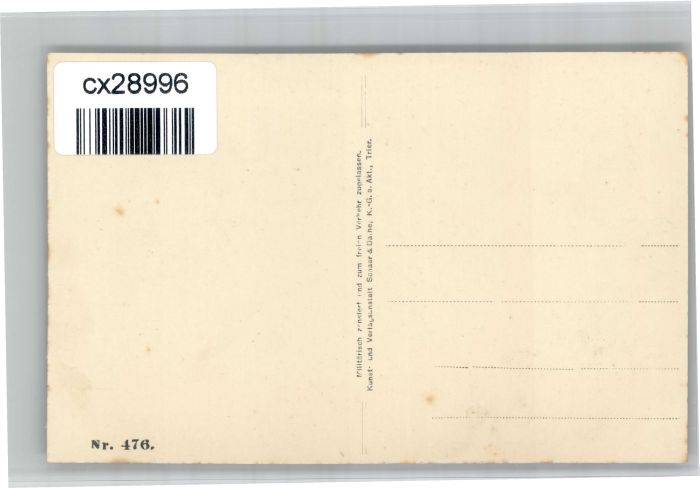 cx28996
Militärisch zensiert und zum freien Verkehr zugelassen.
Kunst- und Verlagsanstalt Schaar & Dathe, K.-G. a. Akt., Trier.
Nr. 476.